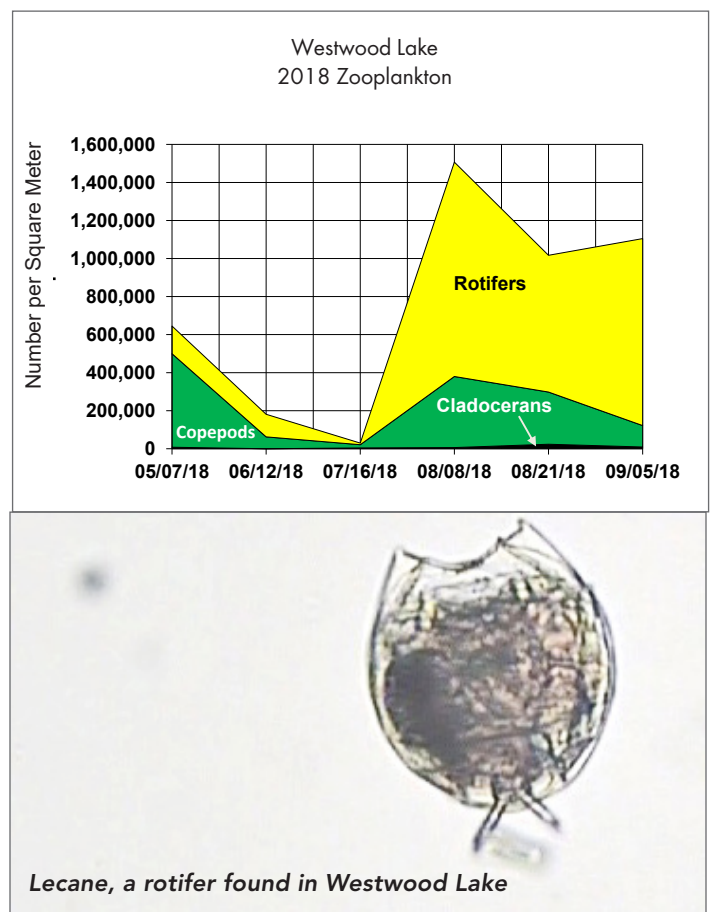 Westwood Lake
2018 Zooplankton
Number per Square Meter
.
1,600,000
1,400,000
1,200,000
1,000,000
800,000
600,000
400,000
200,000
0
Rotifers
Cladocerans
Copepods
05/07/18 06/12/18 07/16/18 08/08/18 08/21/18 09/05/18
Lecane, a rotifer found in Westwood Lake